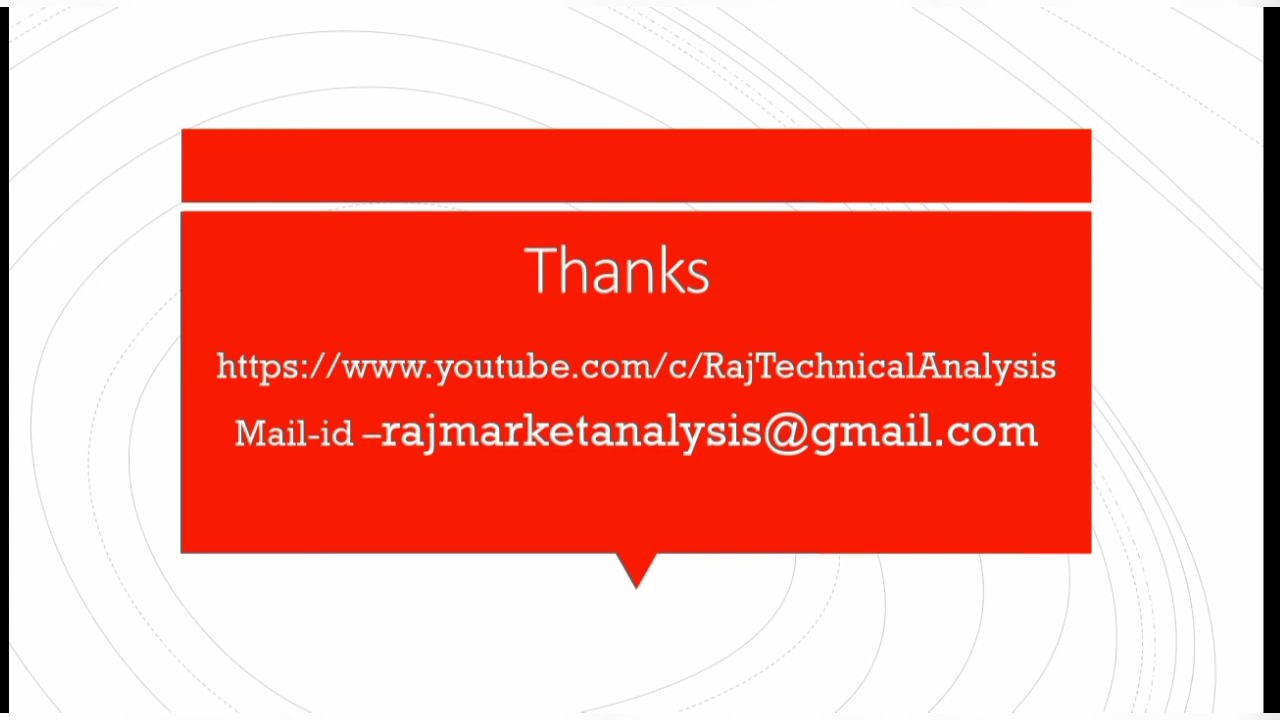 Thanks
https://www.youtube.com/c/RajTechnicalAnalysis
Mail-id –rajmarketanalysis@gmail.com